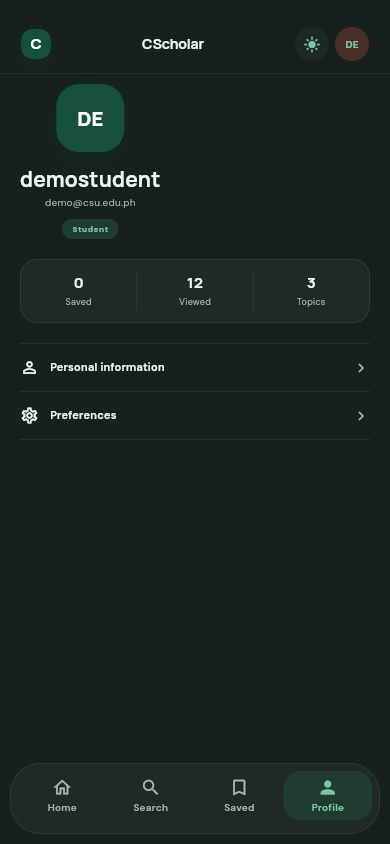 C
CScholar
DE
DE
demostudent
demo@csu.edu.ph
Student
0 12 3
Saved Viewed Topics
Personal information
Preferences
Home Search Saved Profile